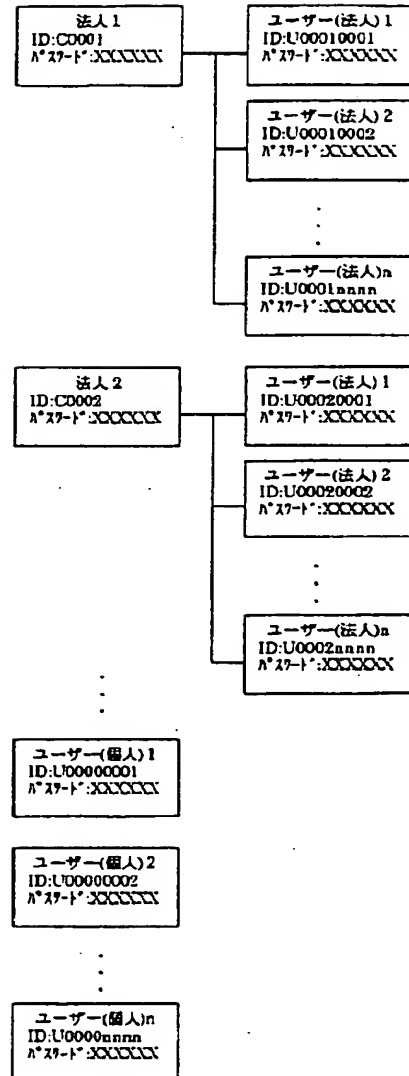 法人1
ID:C0001
ﾊﾟｽﾜｰﾄﾞ:XXXXXX
ユーザー(法人)1
ID:U00010001
ﾊﾟｽﾜｰﾄﾞ:XXXXXX
ユーザー(法人)2
ID:U00010002
ﾊﾟｽﾜｰﾄﾞ:XXXXXX
ユーザー(法人)n
ID:U0001nnnn
ﾊﾟｽﾜｰﾄﾞ:XXXXXX
法人2
ID:C0002
ﾊﾟｽﾜｰﾄﾞ:XXXXXX
ユーザー(法人)1
ID:U00020001
ﾊﾟｽﾜｰﾄﾞ:XXXXXX
ユーザー(法人)2
ID:U00020002
ﾊﾟｽﾜｰﾄﾞ:XXXXXX
ユーザー(法人)n
ID:U0002nnnn
ﾊﾟｽﾜｰﾄﾞ:XXXXXX
ユーザー(個人)1
ID:U00000001
ﾊﾟｽﾜｰﾄﾞ:XXXXXX
ユーザー(個人)2
ID:U00000002
ﾊﾟｽﾜｰﾄﾞ:XXXXXX
ユーザー(個人)n
ID:U0000nnnn
ﾊﾟｽﾜｰﾄﾞ:XXXXXX